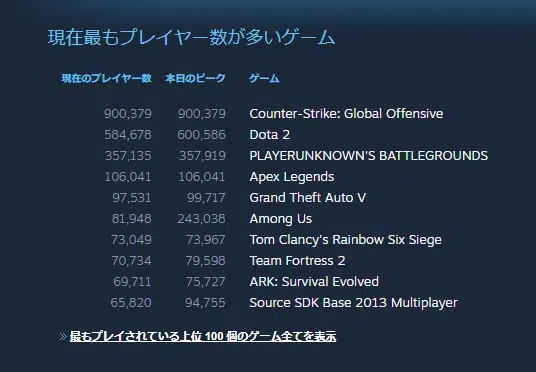 現在最もプレイヤー数が多いゲーム
現在のプレイヤー数 本日のピーク ゲーム
900,379 900,379 Counter-Strike: Global Offensive
584,678 600,586 Dota 2
357,135 357,919 PLAYERUNKNOWN'S BATTLEGROUNDS
106,041 106,041 Apex Legends
97,531 99,717 Grand Theft Auto V
81,948 243,038 Among Us
73,049 73,967 Tom Clancy's Rainbow Six Siege
70,734 79,598 Team Fortress 2
69,711 75,727 ARK: Survival Evolved
65,820 94,755 Source SDK Base 2013 Multiplayer
» 最もプレイされている上位 100 個のゲーム全てを表示